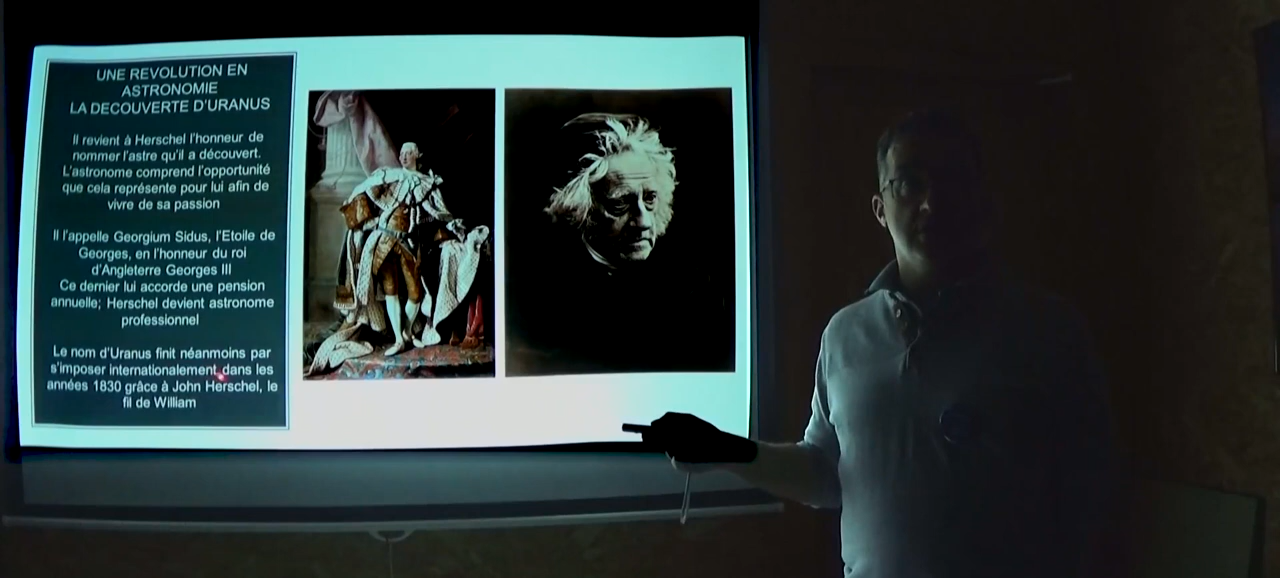 UNE REVOLUTION EN
ASTRONOMIE
LA DECOUVERTE D'URANUS
Il revient à Herschel l'honneur de
nommer l'astre qu'il a découvert.
L'astronome comprend l'opportunité
que cela représente pour lui afin de
vivre de sa passion
Il l'appelle Georgium Sidus, l'Etoile de
Georges, en l'honneur du roi
d'Angleterre Georges III
Ce dernier lui accorde une pension
annuelle; Herschel devient astronome
professionnel
Le nom d'Uranus finit néanmoins par
s'imposer internationalement dans les
années 1830 grâce à John Herschel, le
fil de William